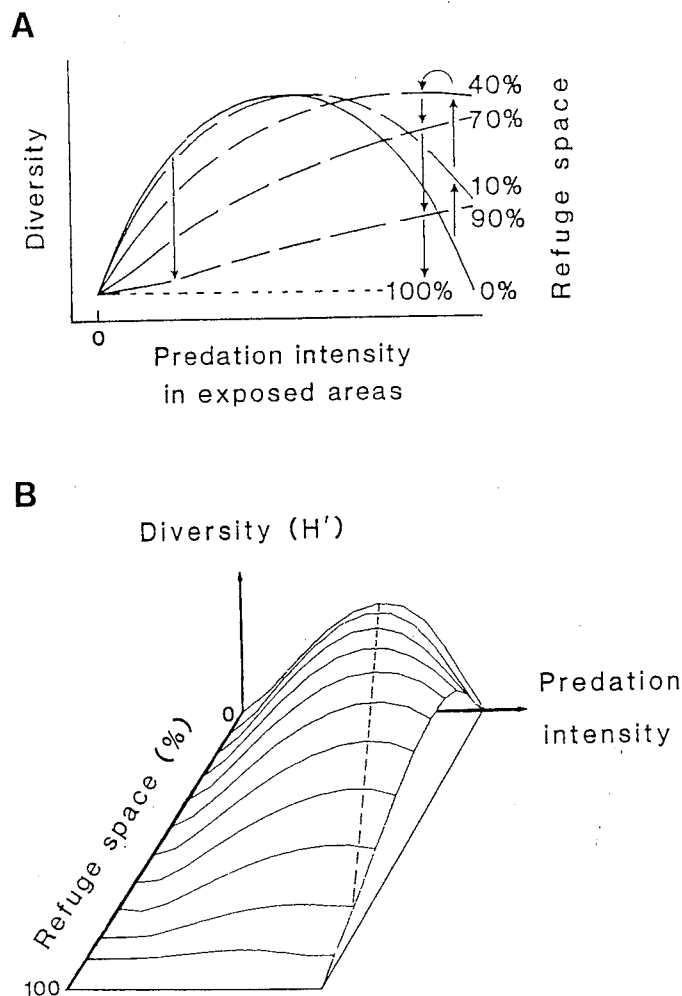 A
Diversity
40%
70%
10%
90%
100%
0%
Refuge space
0
Predation intensity
in exposed areas
B
Diversity (H')
0
Refuge space (%)
100
Predation
intensity